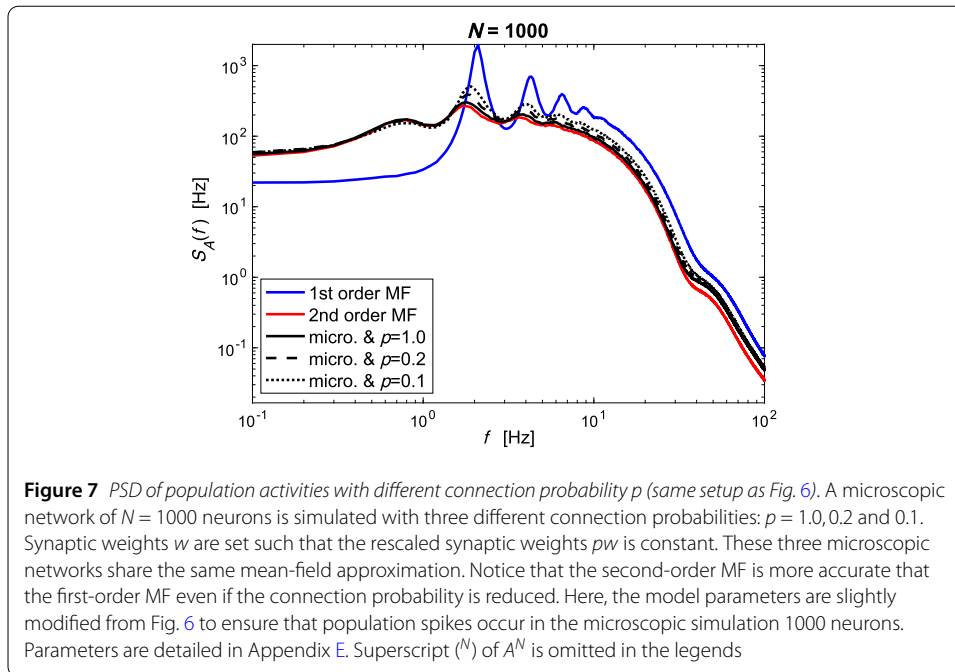 N = 1000
S_A(f) [Hz]
10^3
10^2
10^1
10^0
10^-1
1st order MF
2nd order MF
micro. & p=1.0
micro. & p=0.2
micro. & p=0.1
10^-1
10^0
10^1
10^2
f [Hz]
Figure 7 PSD of population activities with different connection probability p (same setup as Fig. 6). A microscopic
network of N = 1000 neurons is simulated with three different connection probabilities: p = 1.0, 0.2 and 0.1.
Synaptic weights w are set such that the rescaled synaptic weights pw is constant. These three microscopic
networks share the same mean-field approximation. Notice that the second-order MF is more accurate that
the first-order MF even if the connection probability is reduced. Here, the model parameters are slightly
modified from Fig. 6 to ensure that population spikes occur in the microscopic simulation 1000 neurons.
Parameters are detailed in Appendix E. Superscript (^N) of A^N is omitted in the legends